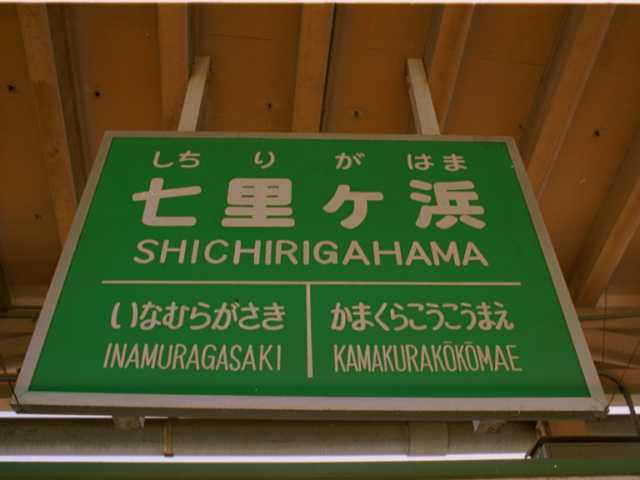 しちりがはま
七里ヶ浜
SHICHIRIGAHAMA
いなむらがさき かまくらこうこうまえ
INAMURAGASAKI KAMAKURAKŌKŌMAE